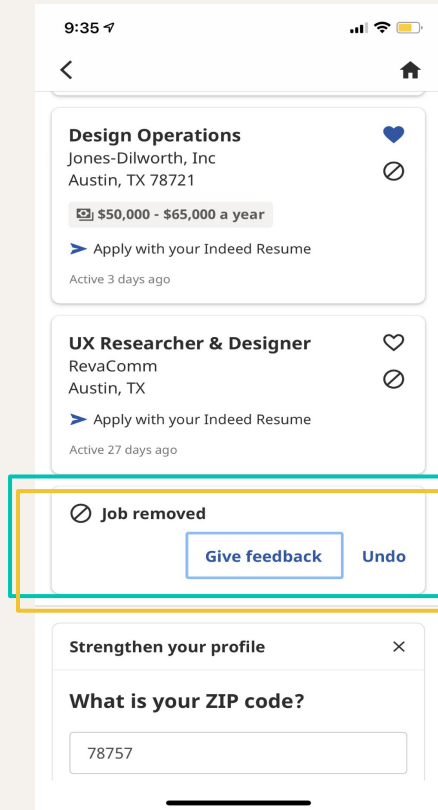 9:35
Design Operations
Jones-Dilworth, Inc
Austin, TX 78721
$50,000 - $65,000 a year
Apply with your Indeed Resume
Active 3 days ago
UX Researcher & Designer
RevaComm
Austin, TX
Apply with your Indeed Resume
Active 27 days ago
Job removed
Give feedback Undo
Strengthen your profile
What is your ZIP code?
78757